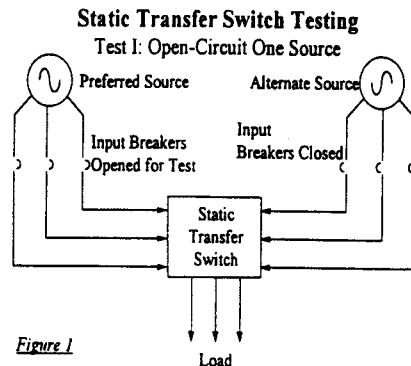 Static Transfer Switch Testing
Test I: Open-Circuit One Source
Preferred Source
Alternate Source
Input Breakers
Opened for Test
Input
Breakers Closed
Static
Transfer
Switch
Figure 1
Load